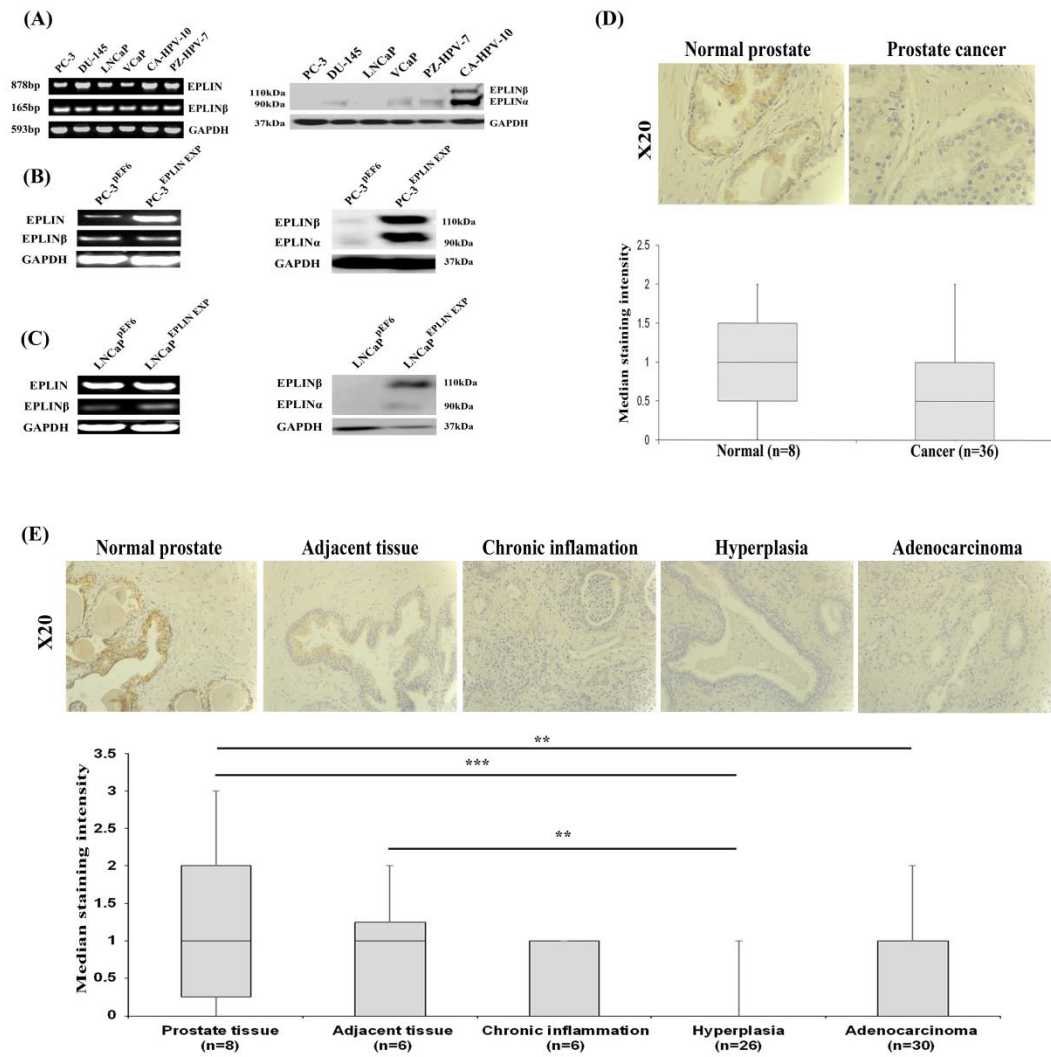 (A)
PC-3 DU-145 LNCaP VCaP CA-HPV-10 PZ-HPV-7
878bp EPLIN
165bp EPLINβ
593bp GAPDH
PC-3 DU-145 LNCaP VCaP PZ-HPV-7 CA-HPV-10
110kDa EPLINβ
90kDa EPLINα
37kDa GAPDH
(B)
PC-3pEF6 PC-3EPLIN EXP
EPLIN
EPLINβ
GAPDH
PC-3pEF6 PC-3EPLIN EXP
EPLINβ 110kDa
EPLINα 90kDa
GAPDH 37kDa
(C)
LNCaPpEF6 LNCaPEPLIN EXP
EPLIN
EPLINβ
GAPDH
LNCaPpEF6 LNCaPEPLIN EXP
EPLINβ 110kDa
EPLINα 90kDa
GAPDH 37kDa
(D)
Normal prostate Prostate cancer
X20
Median staining intensity
2.5
2
1.5
1
0.5
0
Normal (n=8) Cancer (n=36)
(E)
Normal prostate Adjacent tissue Chronic inflamation Hyperplasia Adenocarcinoma
X20
Median staining intensity
3.5
3
2.5
2
1.5
1
0.5
0
**
***
**
Prostate tissue Adjacent tissue Chronic inflammation Hyperplasia Adenocarcinoma
(n=8) (n=6) (n=6) (n=26) (n=30)